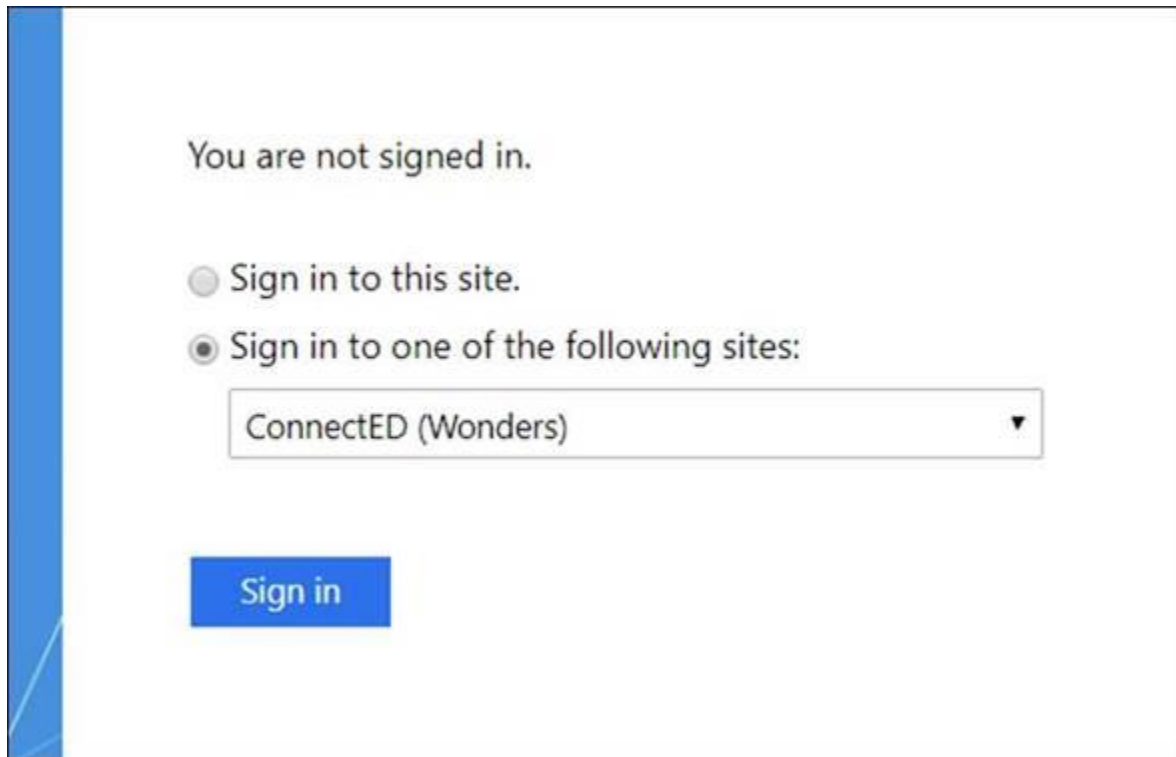 You are not signed in.
Sign in to this site.
Sign in to one of the following sites:
ConnectED (Wonders)
Sign in